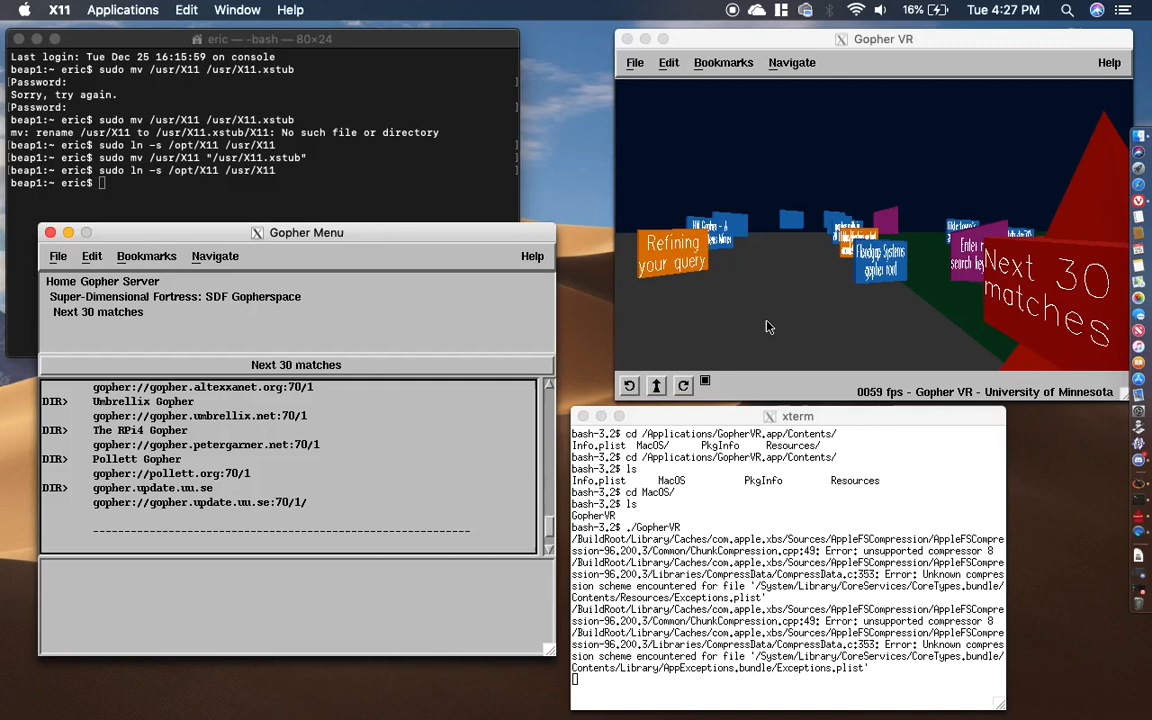 X11 Applications Edit Window Help
16% Tue 4:27 PM
eric — -bash — 80×24
Last login: Tue Dec 25 16:15:59 on console
beap1:~ eric$ sudo mv /usr/X11 /usr/X11.xstub
[Password: ]
Sorry, try again.
[Password: ]
beap1:~ eric$ sudo mv /usr/X11 /usr/X11.xstub
mv: rename /usr/X11 to /usr/X11.xstub/X11: No such file or directory
[beap1:~ eric$ sudo ln -s /opt/X11 /usr/X11 ]
[beap1:~ eric$ sudo mv /usr/X11 "/usr/X11.xstub" ]
[beap1:~ eric$ sudo ln -s /opt/X11 /usr/X11 ]
beap1:~ eric$
Gopher Menu
File Edit Bookmarks Navigate Help
Home Gopher Server
Super-Dimensional Fortress: SDF Gopherspace
Next 30 matches
Next 30 matches
gopher://gopher.altexxanet.org:70/1
DIR> Umbrellix Gopher
gopher://gopher.umbrellix.net:70/1
DIR> The RPi4 Gopher
gopher://gopher.petergarner.net:70/1
DIR> Pollett Gopher
gopher://pollett.org:70/1
DIR> gopher.update.uu.se
gopher://gopher.update.uu.se:70/1/
------------------------------------------------------------
Gopher VR
File Edit Bookmarks Navigate Help
Refining
your query
Floodgap Systems
gopher root
Enter
search key
Next 30
matches
0059 fps - Gopher VR - University of Minnesota
xterm
bash-3.2$ cd /Applications/GopherVR.app/Contents/
Info.plist MacOS/ PkgInfo Resources/
bash-3.2$ cd /Applications/GopherVR.app/Contents/
bash-3.2$ ls
Info.plist MacOS PkgInfo Resources
bash-3.2$ cd MacOS/
bash-3.2$ ls
GopherVR
bash-3.2$ ./GopherVR
/BuildRoot/Library/Caches/com.apple.xbs/Sources/AppleFSCompression/AppleFSCompre
ssion-96.200.3/Common/ChunkCompression.cpp:49: Error: unsupported compressor 8
/BuildRoot/Library/Caches/com.apple.xbs/Sources/AppleFSCompression/AppleFSCompre
ssion-96.200.3/Libraries/CompressData/CompressData.c:353: Error: Unknown compres
sion scheme encountered for file '/System/Library/CoreServices/CoreTypes.bundle/
Contents/Resources/Exceptions.plist'
/BuildRoot/Library/Caches/com.apple.xbs/Sources/AppleFSCompression/AppleFSCompre
ssion-96.200.3/Common/ChunkCompression.cpp:49: Error: unsupported compressor 8
/BuildRoot/Library/Caches/com.apple.xbs/Sources/AppleFSCompression/AppleFSCompre
ssion-96.200.3/Libraries/CompressData/CompressData.c:353: Error: Unknown compres
sion scheme encountered for file '/System/Library/CoreServices/CoreTypes.bundle/
Contents/Library/AppExceptions.bundle/Exceptions.plist'